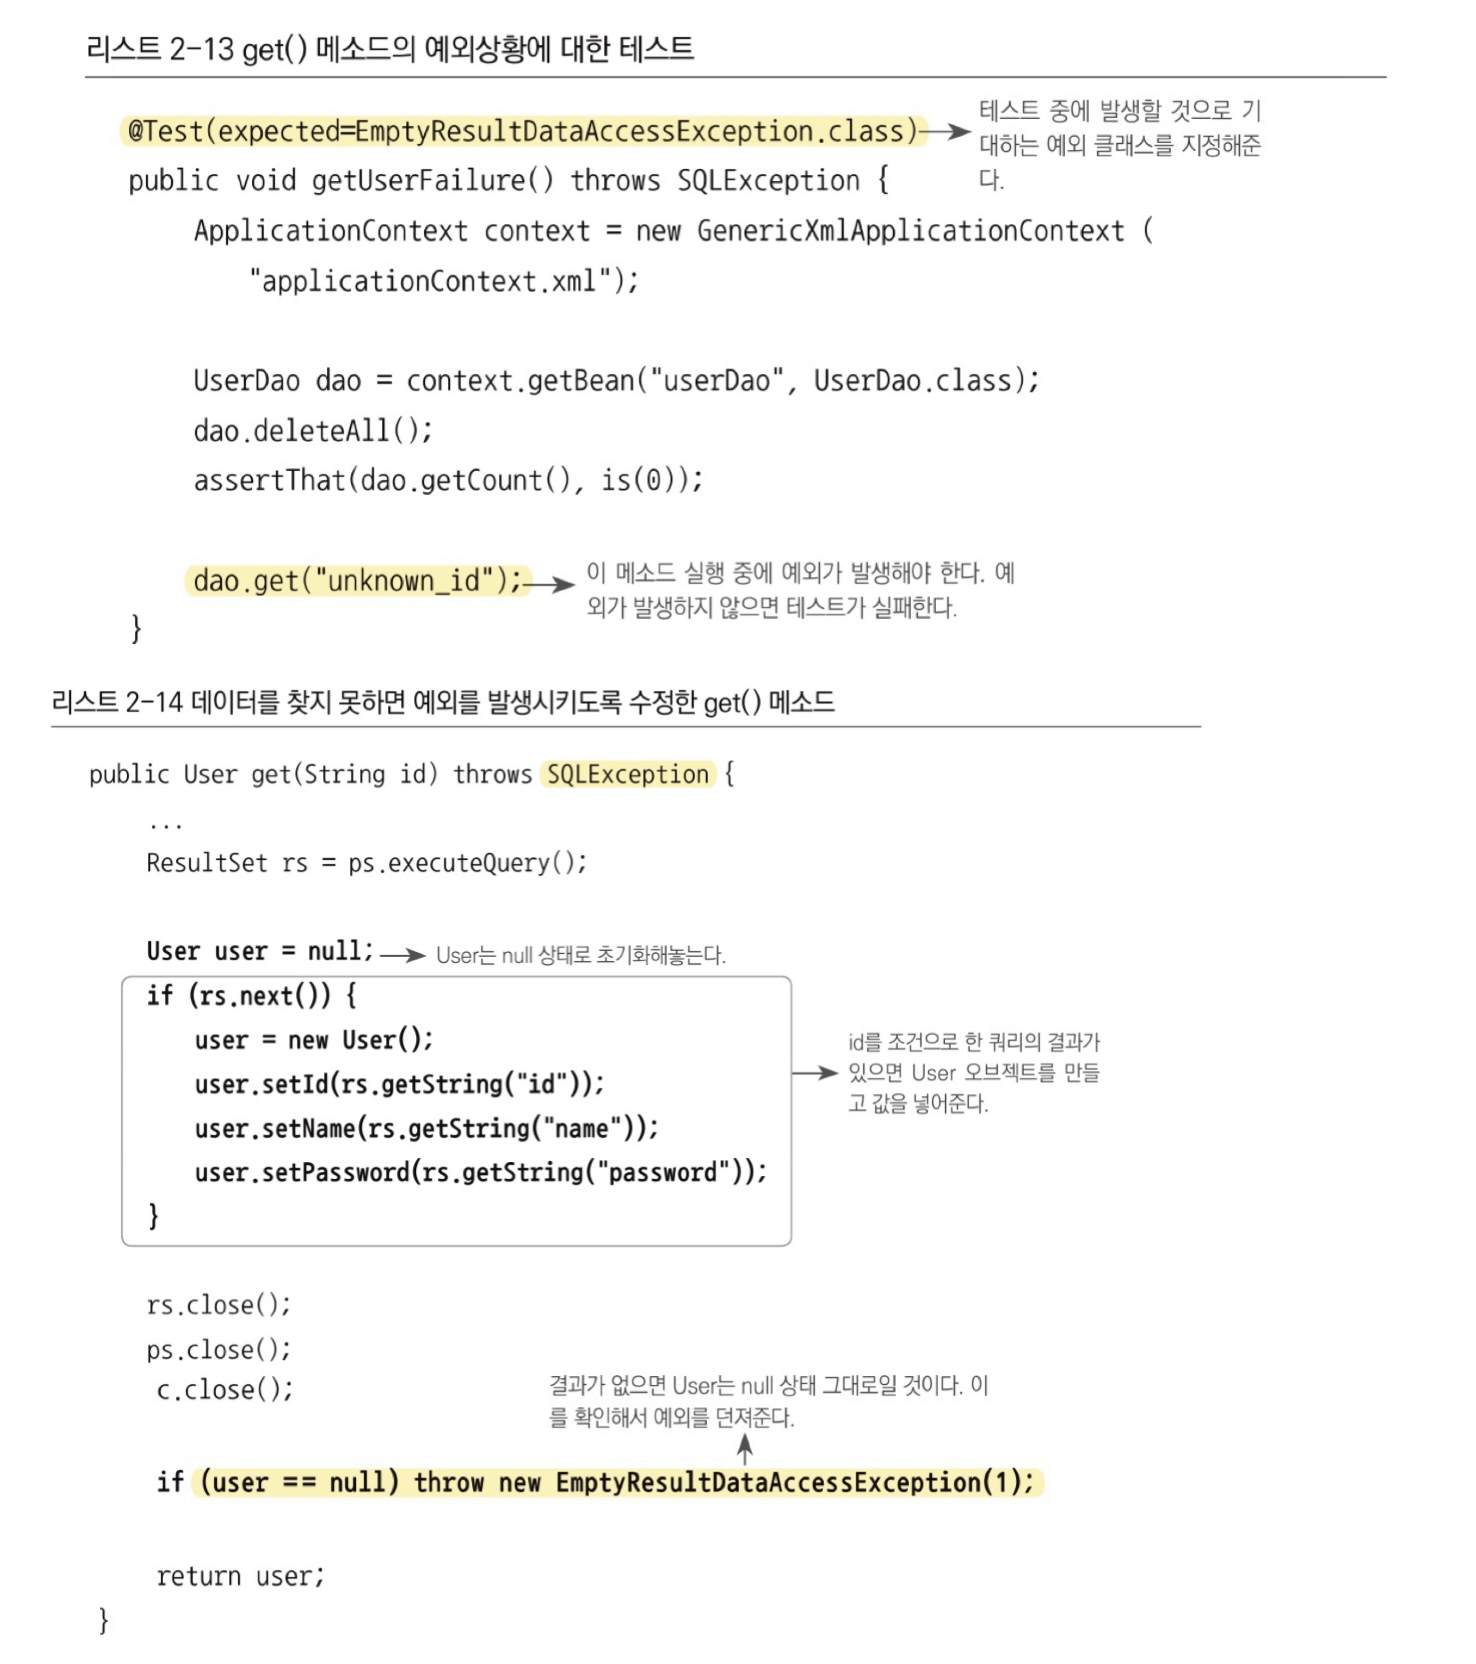 리스트 2-13 get() 메소드의 예외상황에 대한 테스트
@Test(expected=EmptyResultDataAccessException.class)
테스트 중에 발생할 것으로 기
대하는 예외 클래스를 지정해준
다.
public void getUserFailure() throws SQLException {
ApplicationContext context = new GenericXmlApplicationContext (
"applicationContext.xml");
UserDao dao = context.getBean("userDao", UserDao.class);
dao.deleteAll();
assertThat(dao.getCount(), is(0));
dao.get("unknown_id");
이 메소드 실행 중에 예외가 발생해야 한다. 예
외가 발생하지 않으면 테스트가 실패한다.
}
리스트 2-14 데이터를 찾지 못하면 예외를 발생시키도록 수정한 get() 메소드
public User get(String id) throws SQLException {
...
ResultSet rs = ps.executeQuery();
User user = null;
User는 null 상태로 초기화해놓는다.
if (rs.next()) {
user = new User();
user.setId(rs.getString("id"));
user.setName(rs.getString("name"));
user.setPassword(rs.getString("password"));
}
id를 조건으로 한 쿼리의 결과가
있으면 User 오브젝트를 만들
고 값을 넣어준다.
rs.close();
ps.close();
c.close();
결과가 없으면 User는 null 상태 그대로일 것이다. 이
를 확인해서 예외를 던져준다.
if (user == null) throw new EmptyResultDataAccessException(1);
return user;
}